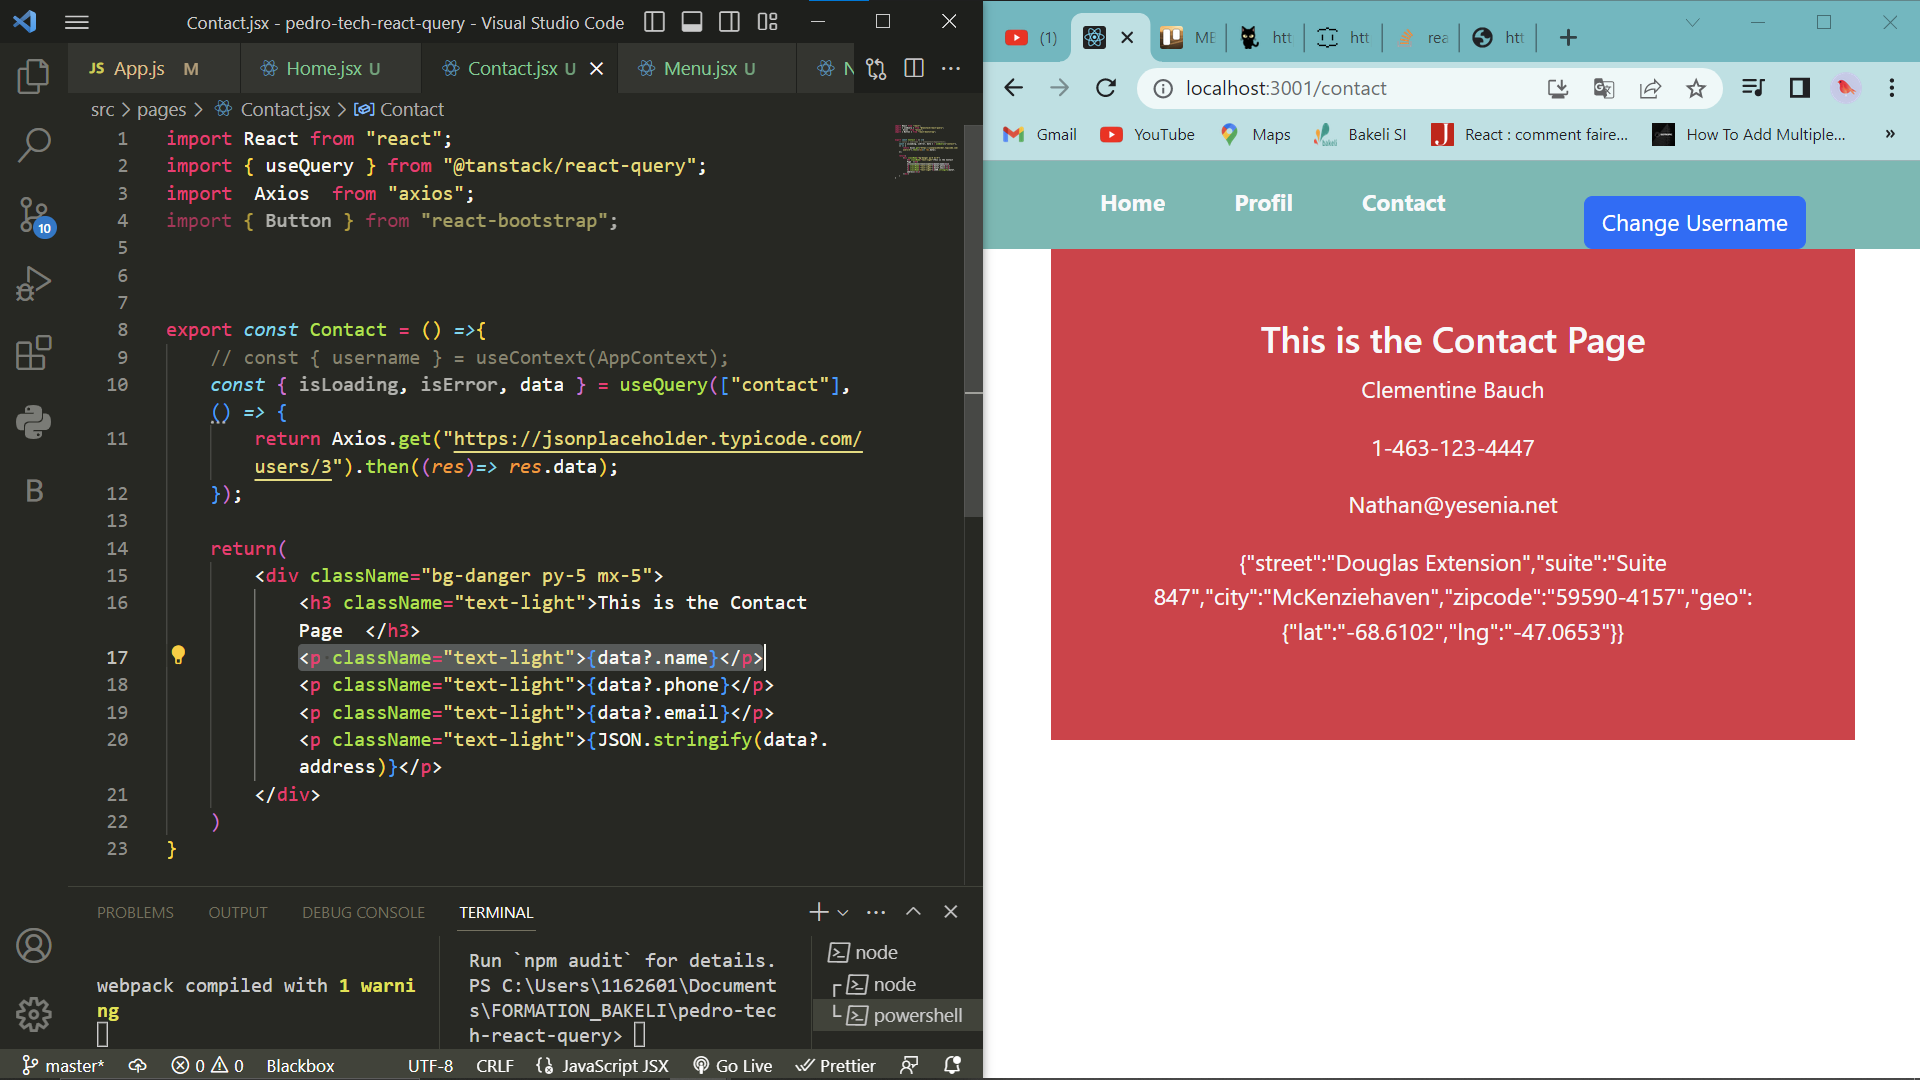 Contact.jsx - pedro-tech-react-query - Visual Studio Code
JS App.js M
Home.jsx U
Contact.jsx U
Menu.jsx U
N
src > pages > Contact.jsx > Contact
1 import React from "react";
2 import { useQuery } from "@tanstack/react-query";
3 import  Axios  from "axios";
4 import { Button } from "react-bootstrap";
5
6
7
8 export const Contact = () =>{
9 // const { username } = useContext(AppContext);
10 const { isLoading, isError, data } = useQuery(["contact"],
() => {
11 return Axios.get("https://jsonplaceholder.typicode.com/
users/3").then((res)=> res.data);
12 });
13
14 return(
15 <div className="bg-danger py-5 mx-5">
16 <h3 className="text-light">This is the Contact
Page  </h3>
17 <p className="text-light">{data?.name}</p>
18 <p className="text-light">{data?.phone}</p>
19 <p className="text-light">{data?.email}</p>
20 <p className="text-light">{JSON.stringify(data?.
address)}</p>
21 </div>
22 )
23 }
10
B
PROBLEMS OUTPUT DEBUG CONSOLE TERMINAL
webpack compiled with 1 warni
ng
Run `npm audit` for details.
PS C:\Users\1162601\Document
s\FORMATION_BAKELI\pedro-tec
h-react-query>
node
node
powershell
master* 0 0 Blackbox UTF-8 CRLF JavaScript JSX Go Live Prettier
(1) ME htt htt rea htt
localhost:3001/contact
Gmail YouTube Maps Bakeli SI React : comment faire... How To Add Multiple... »
Home Profil Contact Change Username
This is the Contact Page
Clementine Bauch
1-463-123-4447
Nathan@yesenia.net
{"street":"Douglas Extension","suite":"Suite
847","city":"McKenziehaven","zipcode":"59590-4157","geo":
{"lat":"-68.6102","lng":"-47.0653"}}